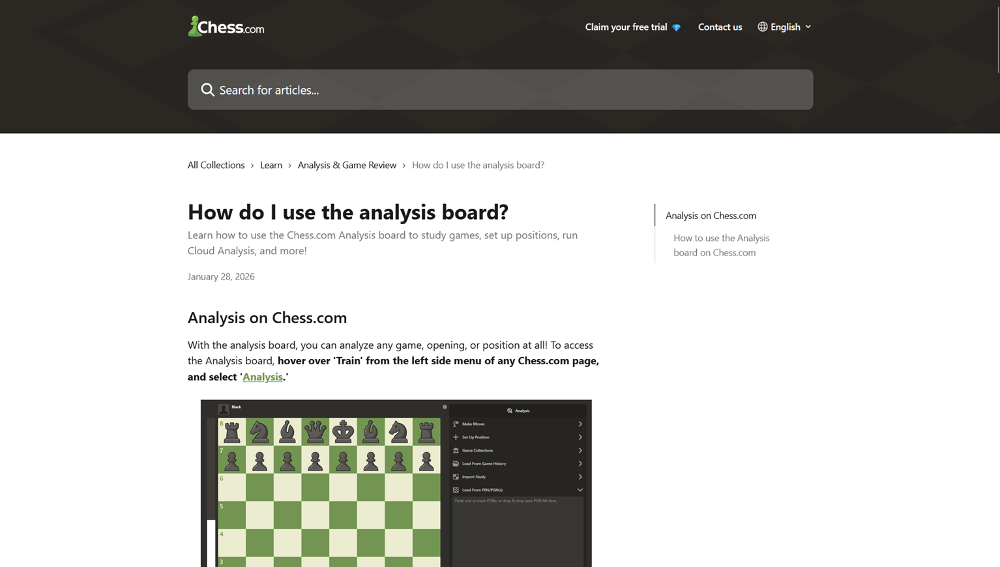 Chess.com
Claim your free trial
Contact us
English
Search for articles...
All Collections > Learn > Analysis & Game Review > How do I use the analysis board?
How do I use the analysis board?
Learn how to use the Chess.com Analysis board to study games, set up positions, run
Cloud Analysis, and more!
January 28, 2026
Analysis on Chess.com
How to use the Analysis
board on Chess.com
Analysis on Chess.com
With the analysis board, you can analyze any game, opening, or position at all! To access
the Analysis board, hover over 'Train' from the left side menu of any Chess.com page,
and select 'Analysis.'
Black
8
7
6
5
4
3
Analysis
Make Moves
Set Up Position
Game Collections
Load From Game History
Import Study
Load From FEN/PGN(s)
Paste one or more PGNs, or drag & drop your PGN file here.